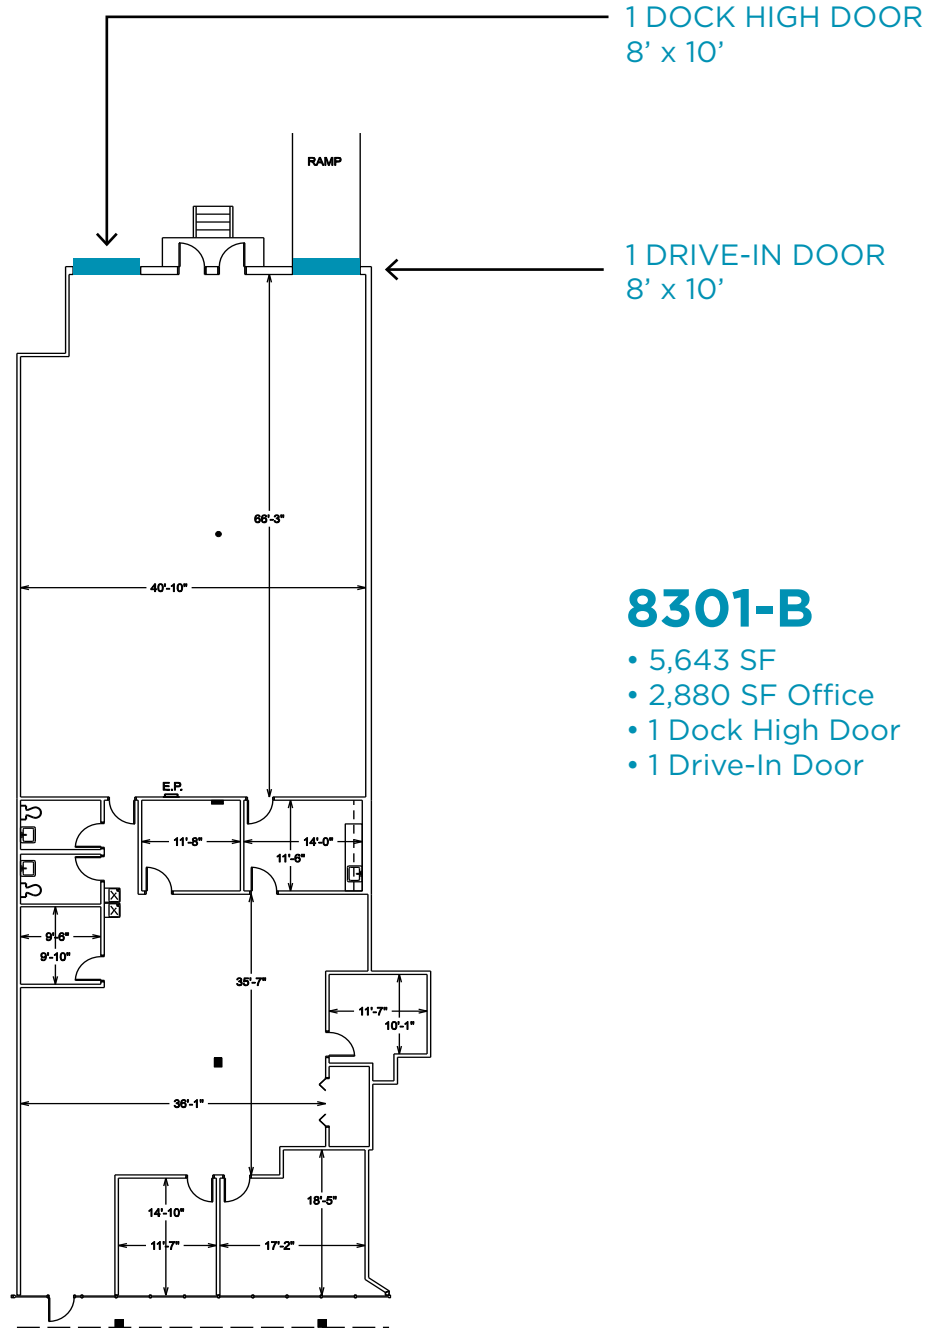 1 DOCK HIGH DOOR
8’ x 10’
RAMP
1 DRIVE-IN DOOR
8’ x 10’
66'-3"
40'-10"
8301-B
• 5,643 SF
• 2,880 SF Office
• 1 Dock High Door
• 1 Drive-In Door
E.P.
11'-8"
14'-0"
11'-6"
9'-6"
9'-10"
35'-7"
11'-7"
10'-1"
36'-1"
18'-5"
14'-10"
11'-7"
17'-2"